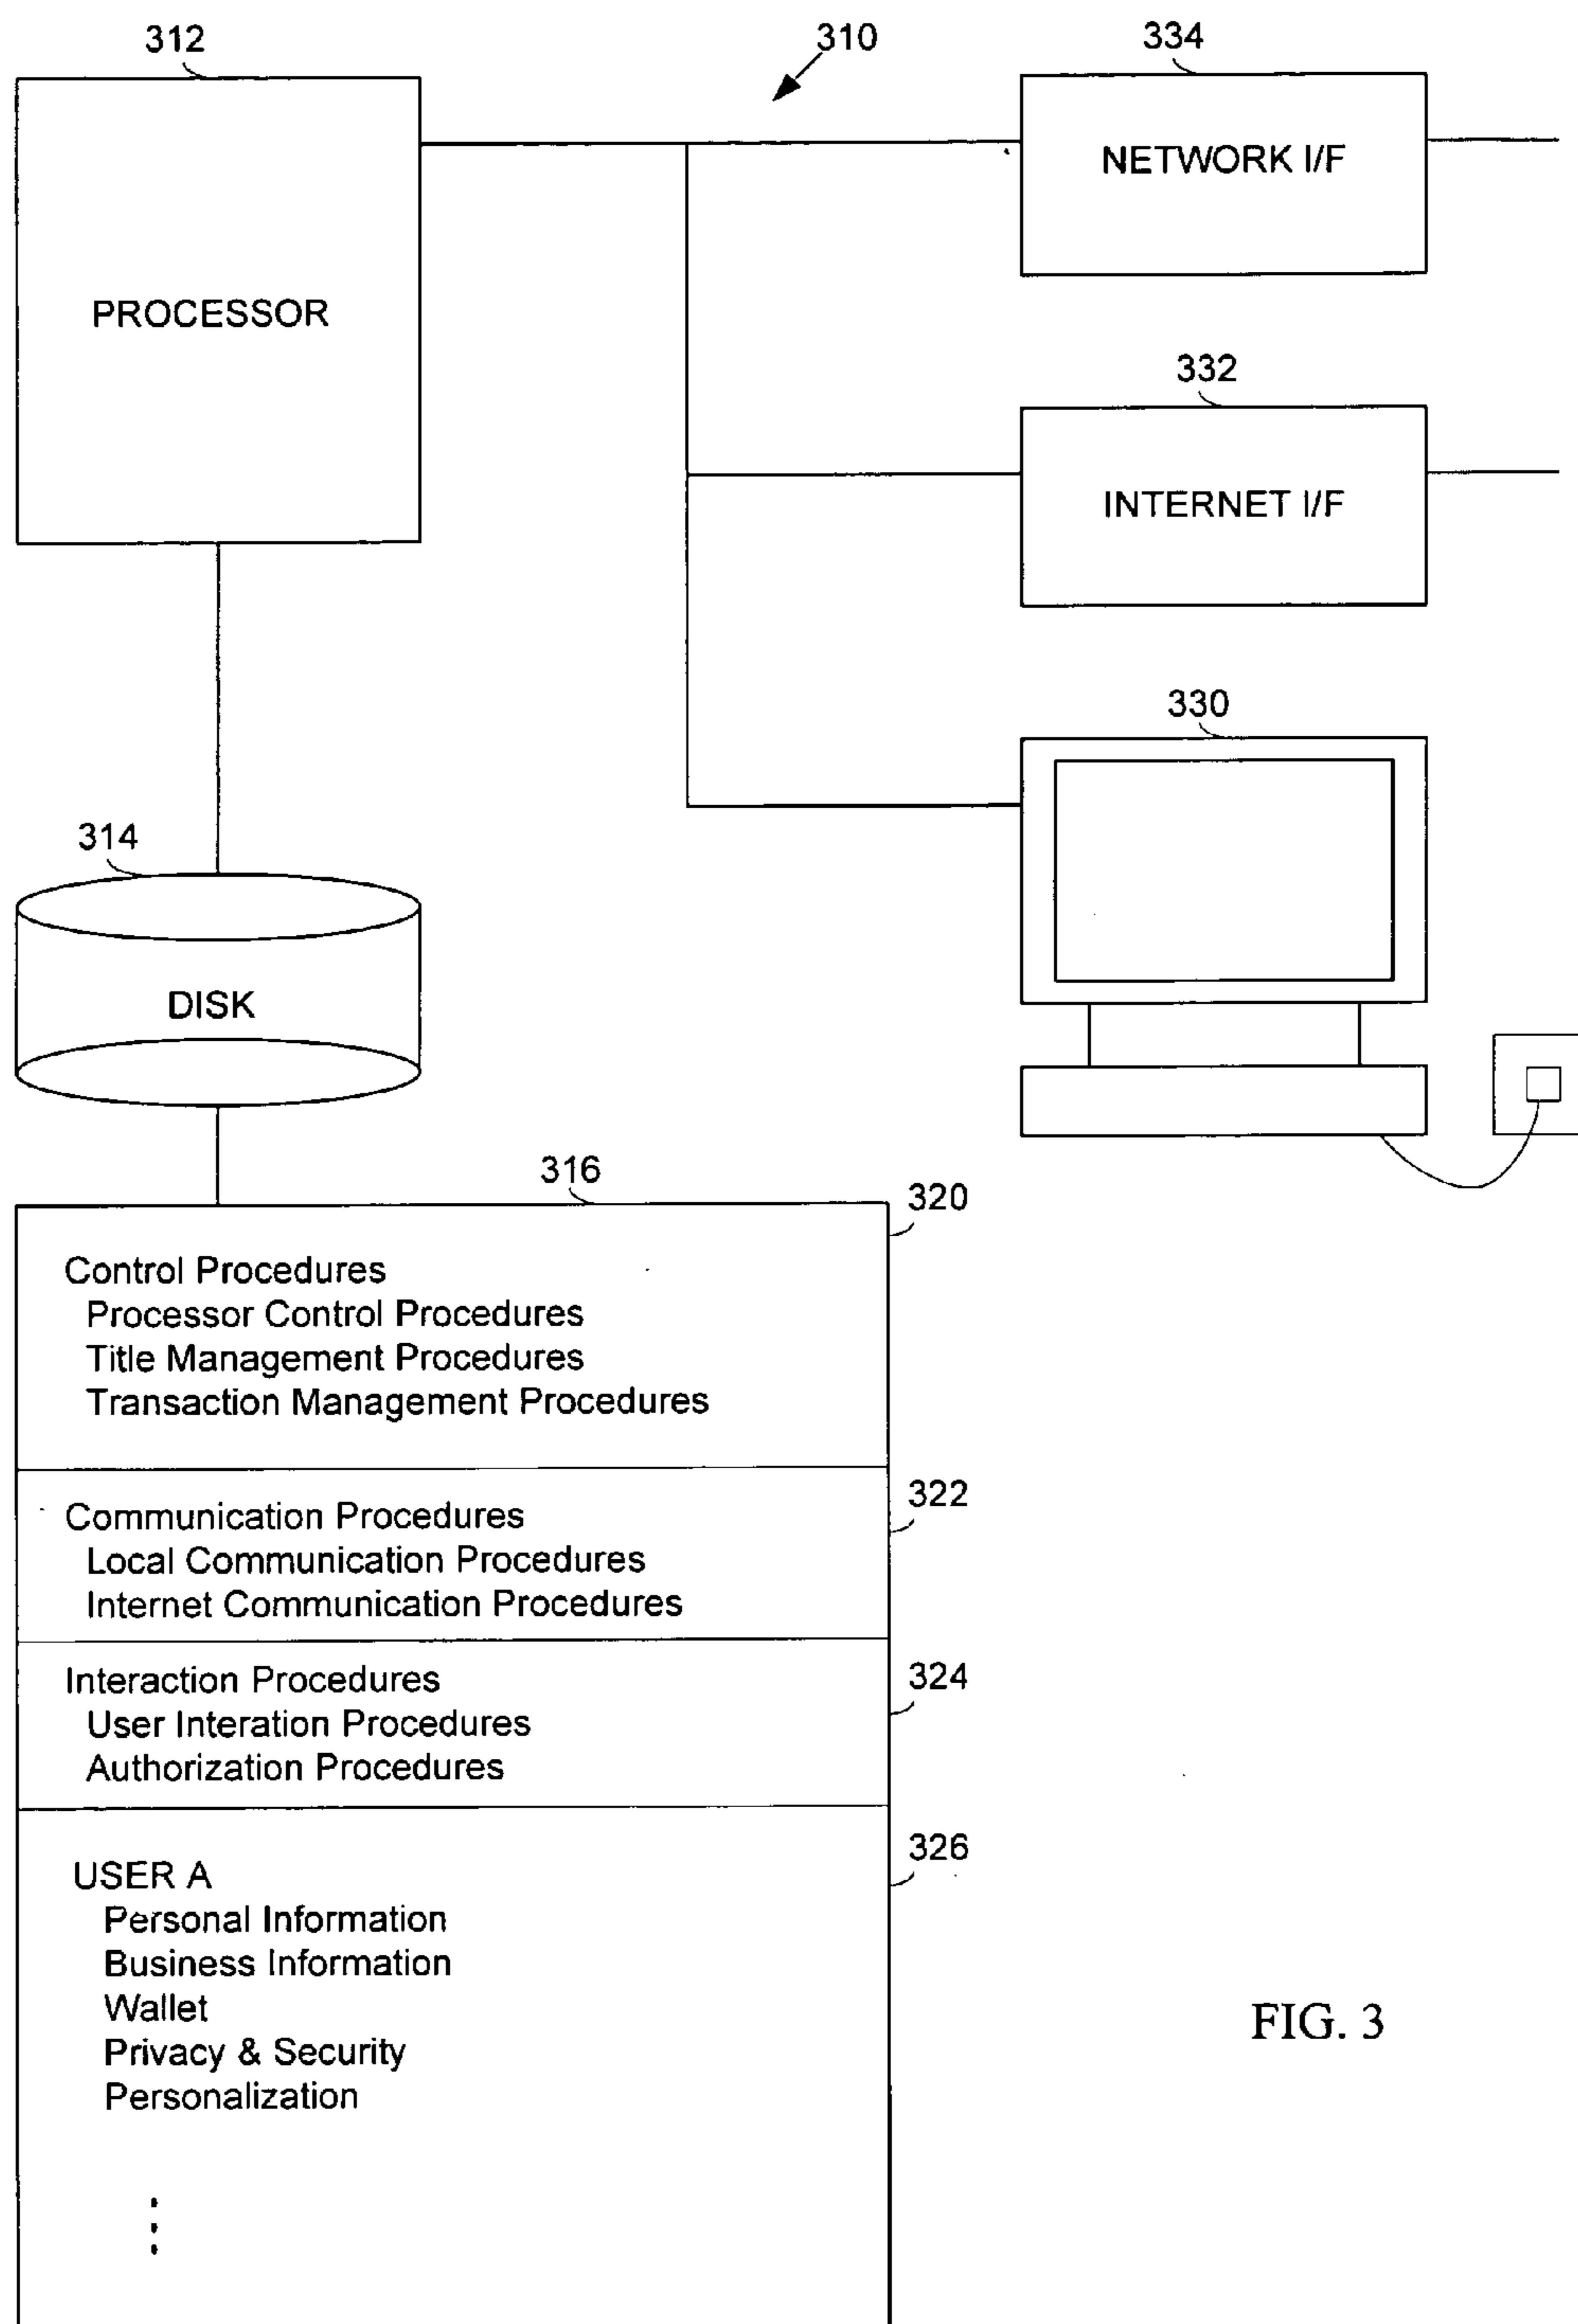 312
310
334
NETWORK I/F
PROCESSOR
332
INTERNET I/F
330
314
DISK
316
320
Control Procedures
Processor Control Procedures
Title Management Procedures
Transaction Management Procedures
322
Communication Procedures
Local Communication Procedures
Internet Communication Procedures
324
Interaction Procedures
User Interation Procedures
Authorization Procedures
326
USER A
Personal Information
Business Information
Wallet
Privacy & Security
Personalization
FIG. 3